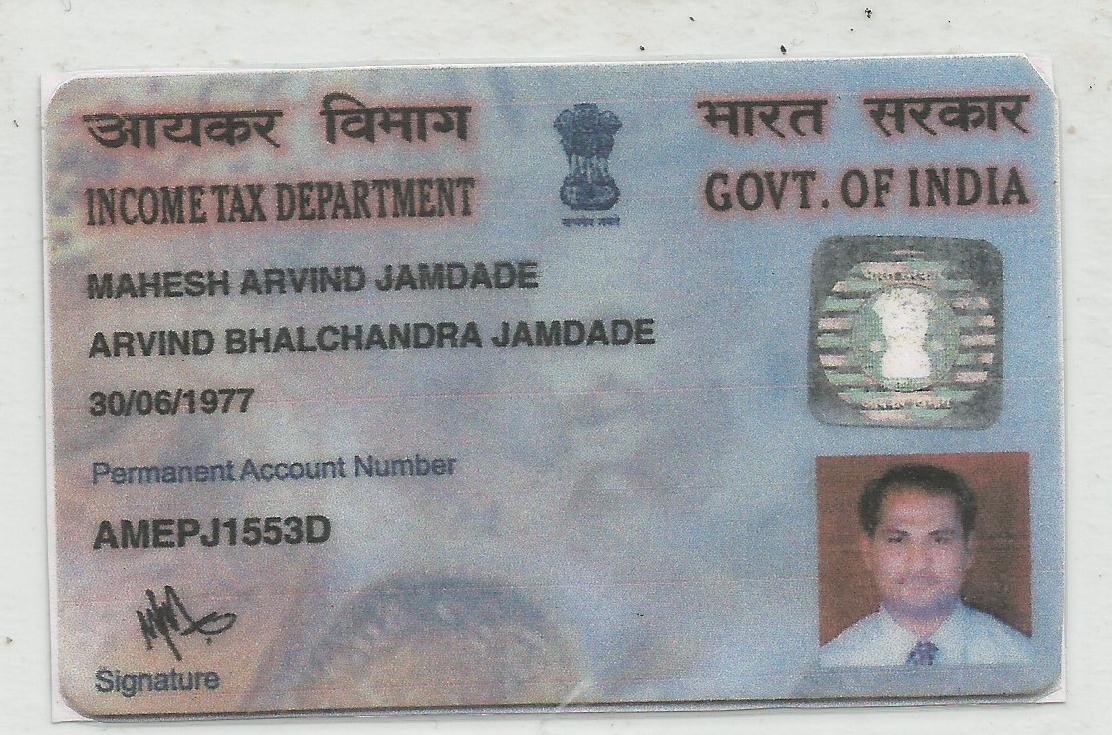 आयकर विभाग
INCOME TAX DEPARTMENT
भारत सरकार
GOVT. OF INDIA
MAHESH ARVIND JAMDADE
ARVIND BHALCHANDRA JAMDADE
30/06/1977
Permanent Account Number
AMEPJ1553D
Signature